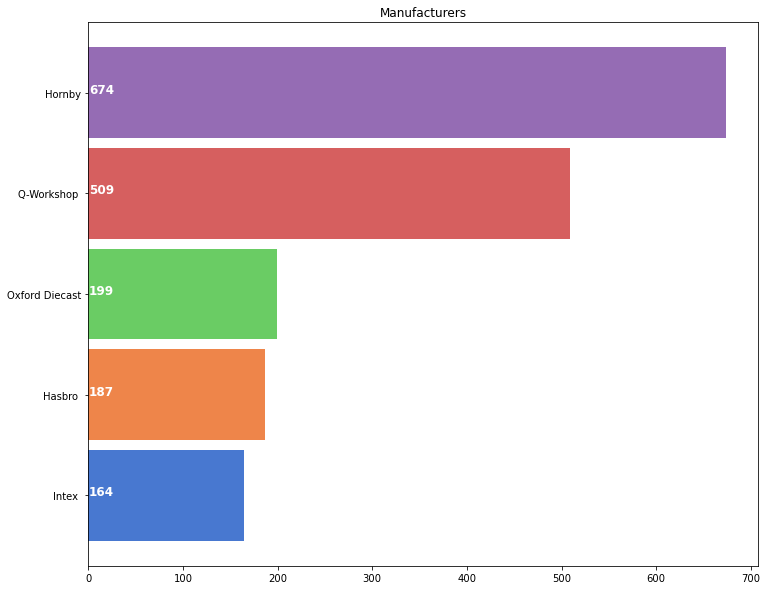 Manufacturers
Hornby 674
Q-Workshop 509
Oxford Diecast 199
Hasbro 187
Intex 164
0 100 200 300 400 500 600 700